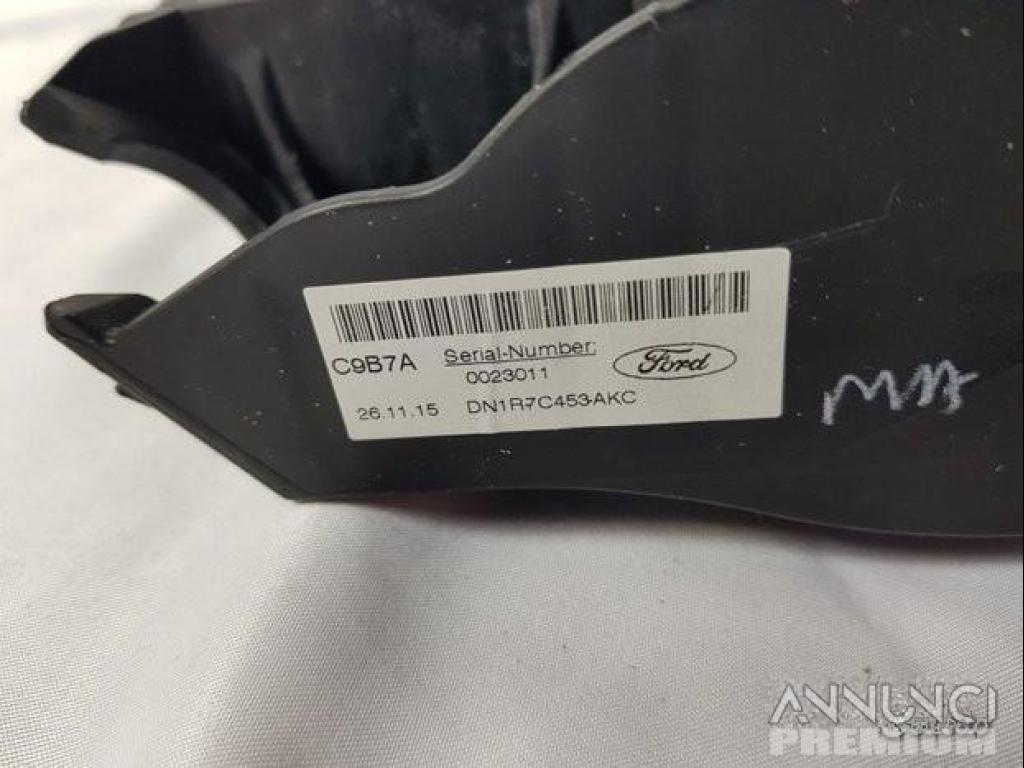 C9B7A Serial-Number: Ford
0023011
26.11.15 DN1R7C453AKC
ANNUNCI
PREMIUM